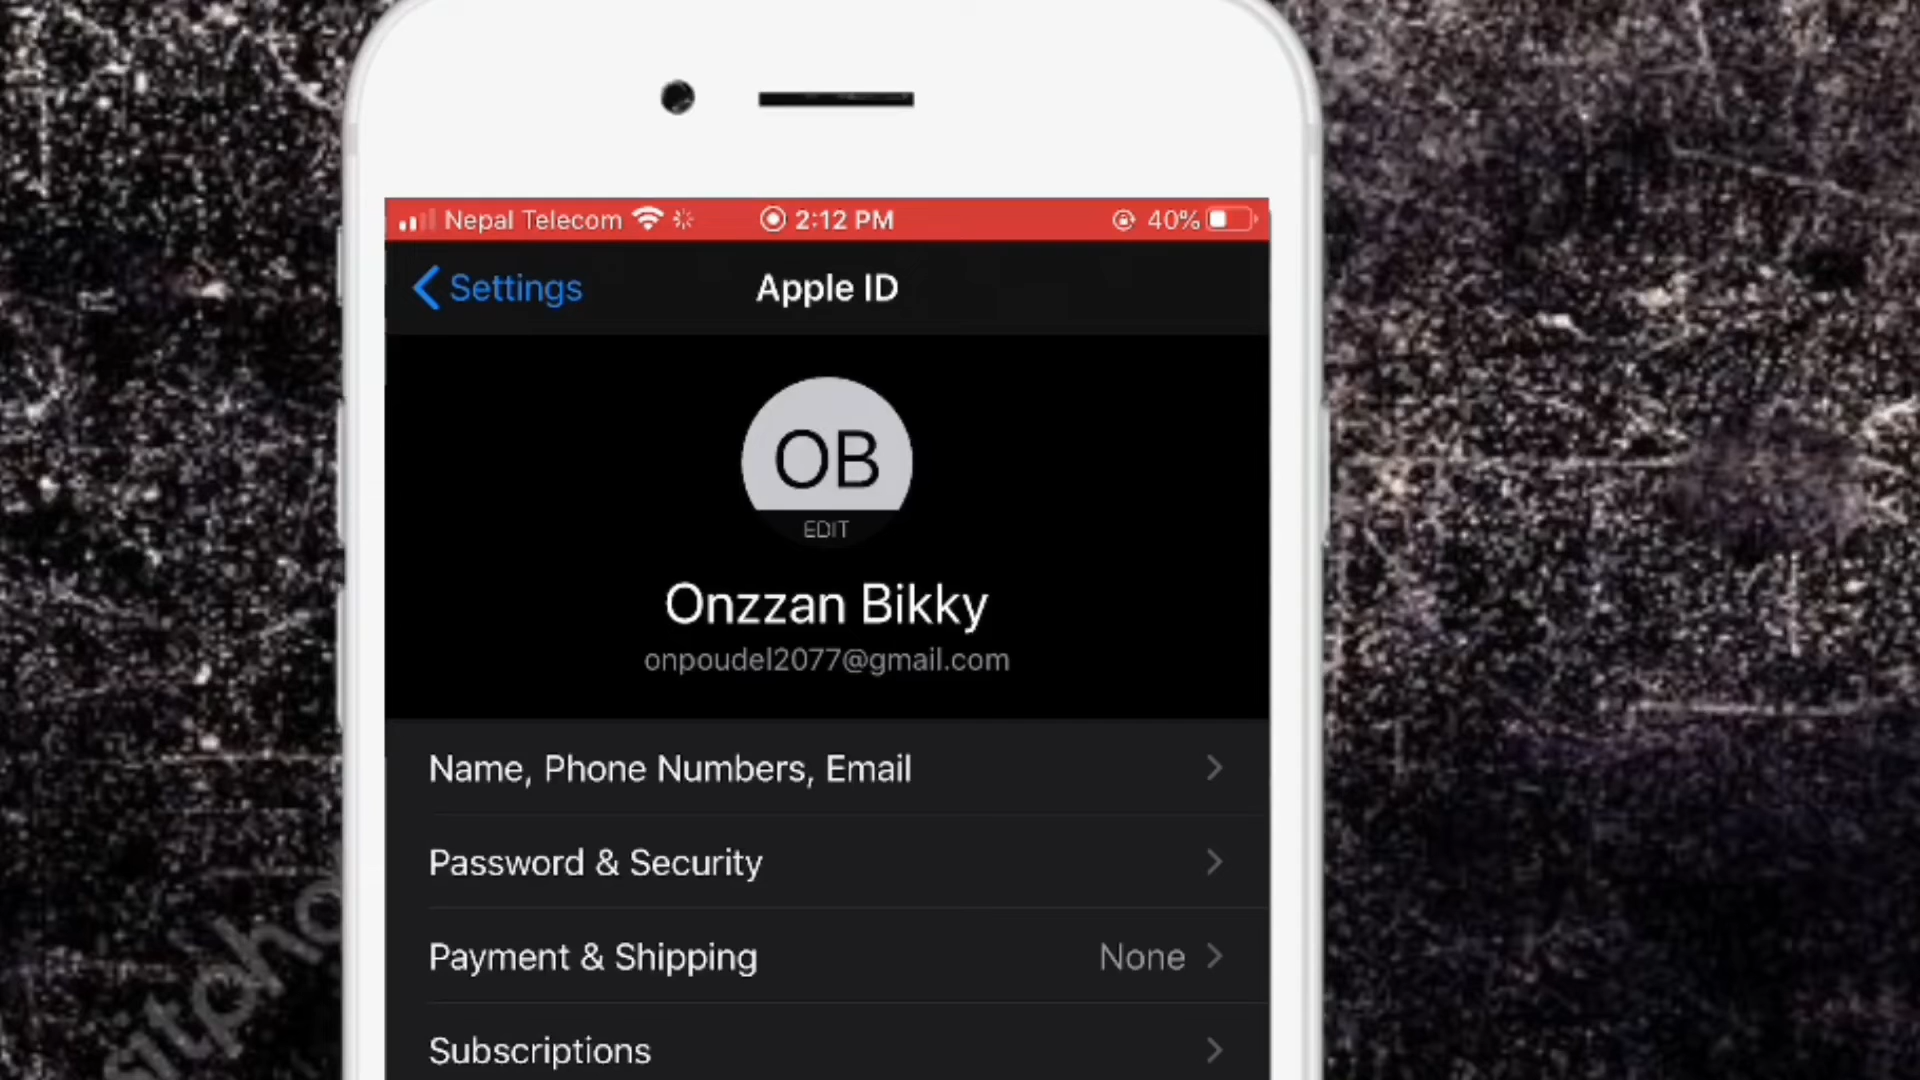 Nepal Telecom 2:12 PM 40%
Settings Apple ID
OB
EDIT
Onzzan Bikky
onpoudel2077@gmail.com
Name, Phone Numbers, Email
Password & Security
Payment & Shipping None
Subscriptions